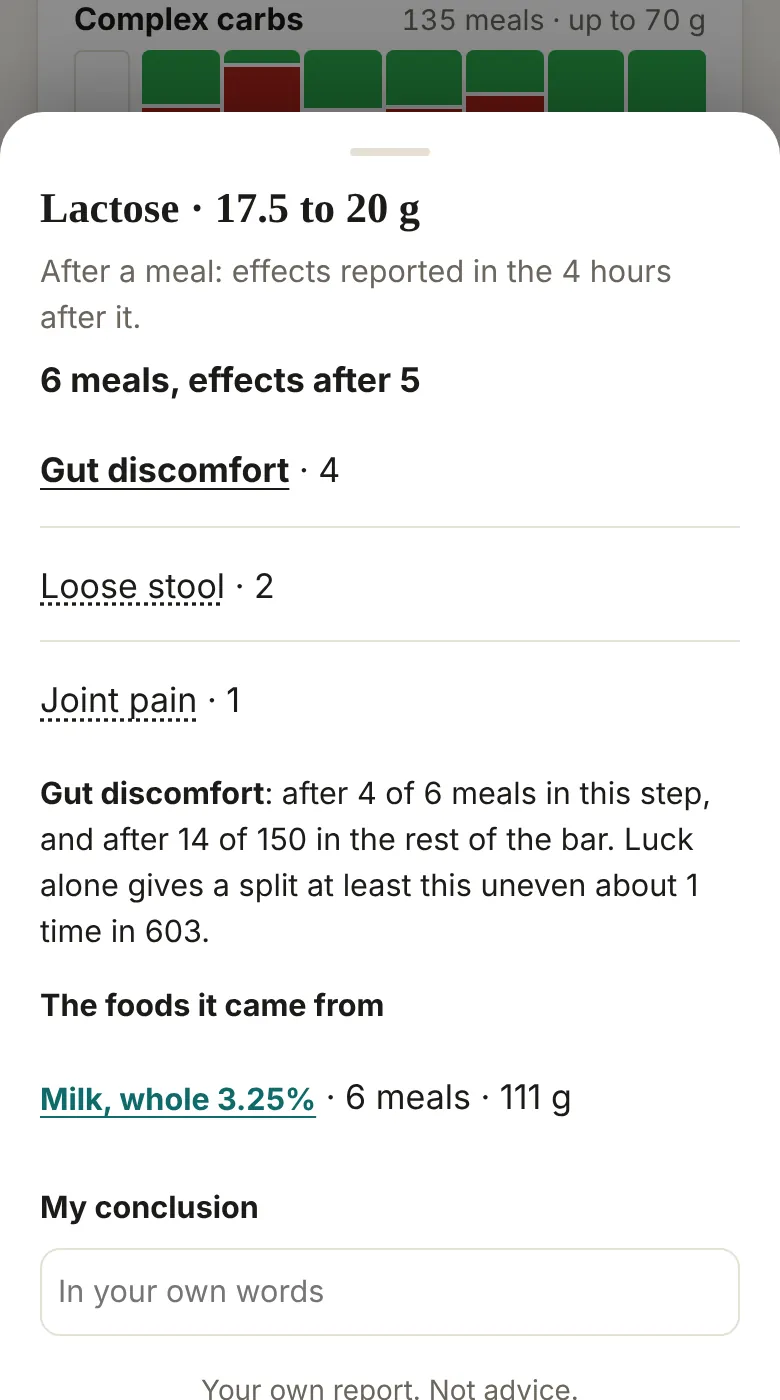 Complex carbs 135 meals · up to 70 g
Lactose · 17.5 to 20 g
After a meal: effects reported in the 4 hours
after it.
6 meals, effects after 5
Gut discomfort · 4
Loose stool · 2
Joint pain · 1
Gut discomfort: after 4 of 6 meals in this step,
and after 14 of 150 in the rest of the bar. Luck
alone gives a split at least this uneven about 1
time in 603.
The foods it came from
Milk, whole 3.25% · 6 meals · 111 g
My conclusion
In your own words
Your own report. Not advice.